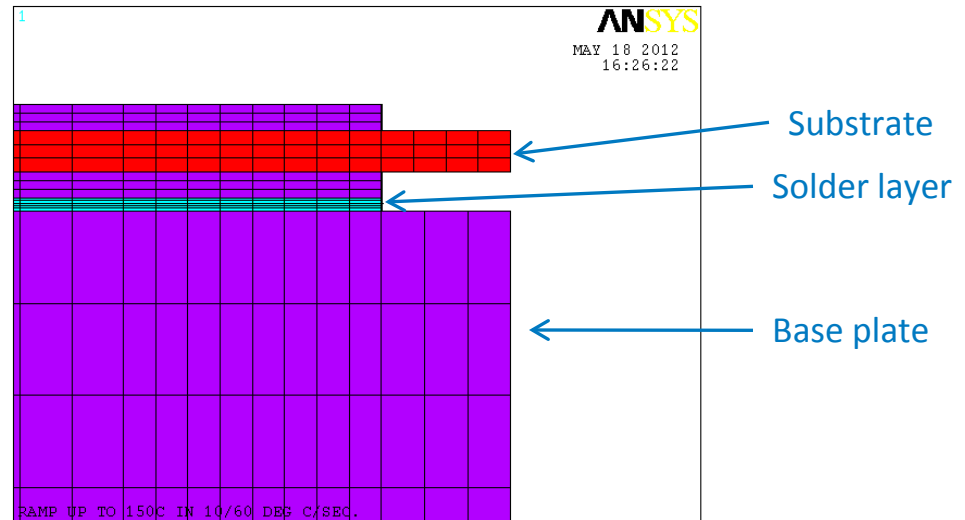 1
ANSYS
MAY 18 2012
16:26:22
Substrate
Solder layer
Base plate
RAMP UP TO 150C IN 10/60 DEG C/SEC.